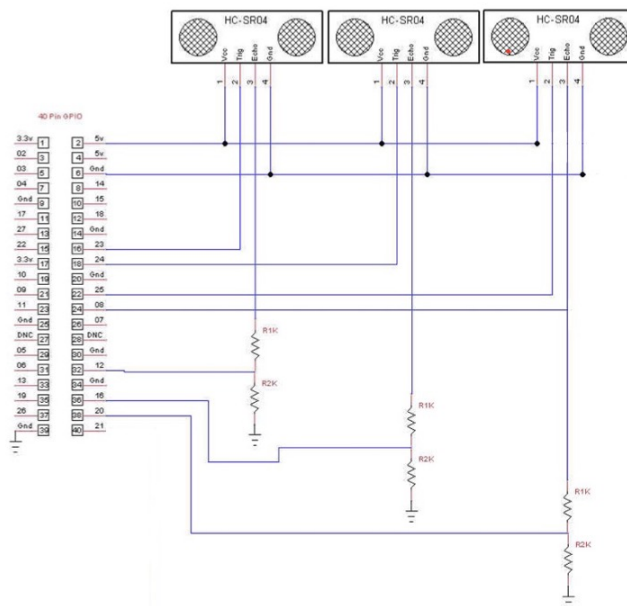 HC-SR04 HC-SR04 HC-SR04
Vcc Trig Echo Gnd Vcc Trig Echo Gnd Vcc Trig Echo Gnd
1 2 3 4 1 2 3 4 1 2 3 4
40 Pin GPIO
3.3v 1 2 5v
02 3 4 5v
03 5 6 Gnd
04 7 8 14
Gnd 9 10 15
17 11 12 18
27 13 14 Gnd
22 15 16 23
3.3v 17 18 24
10 19 20 Gnd
09 21 22 25
11 23 24 08
Gnd 25 26 07
DNC 27 28 DNC
05 29 30 Gnd
06 31 32 12
13 33 34 Gnd
19 35 36 16
26 37 38 20
Gnd 39 40 21
R1K
R2K
R1K
R2K
R1K
R2K